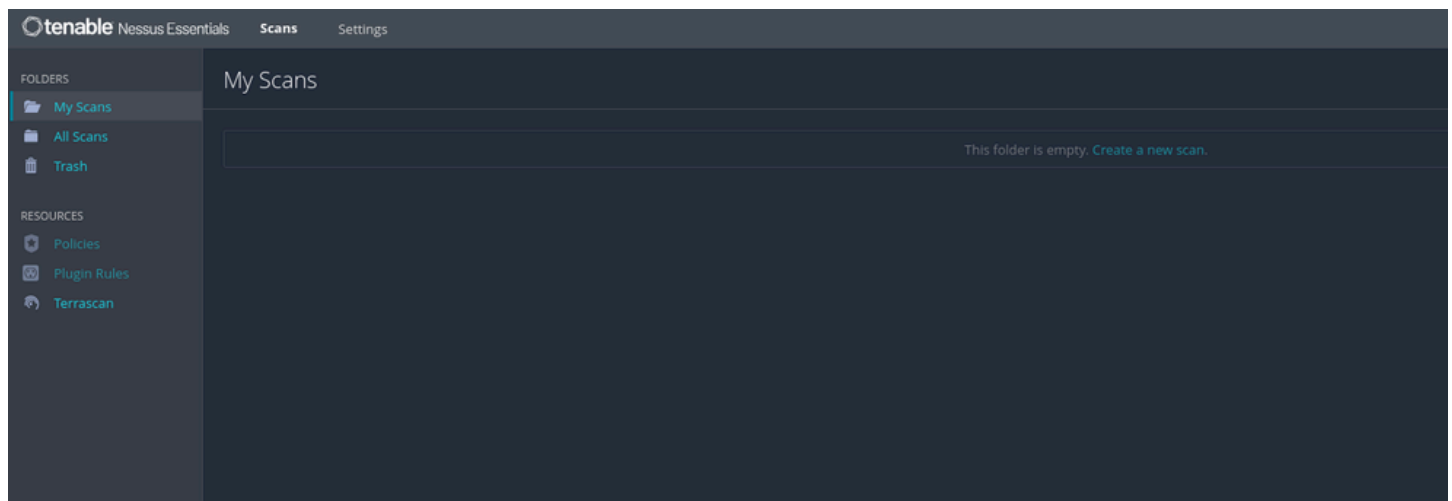 tenable Nessus Essentials Scans Settings
FOLDERS
My Scans
All Scans
Trash
RESOURCES
Policies
Plugin Rules
Terrascan
My Scans
This folder is empty. Create a new scan.